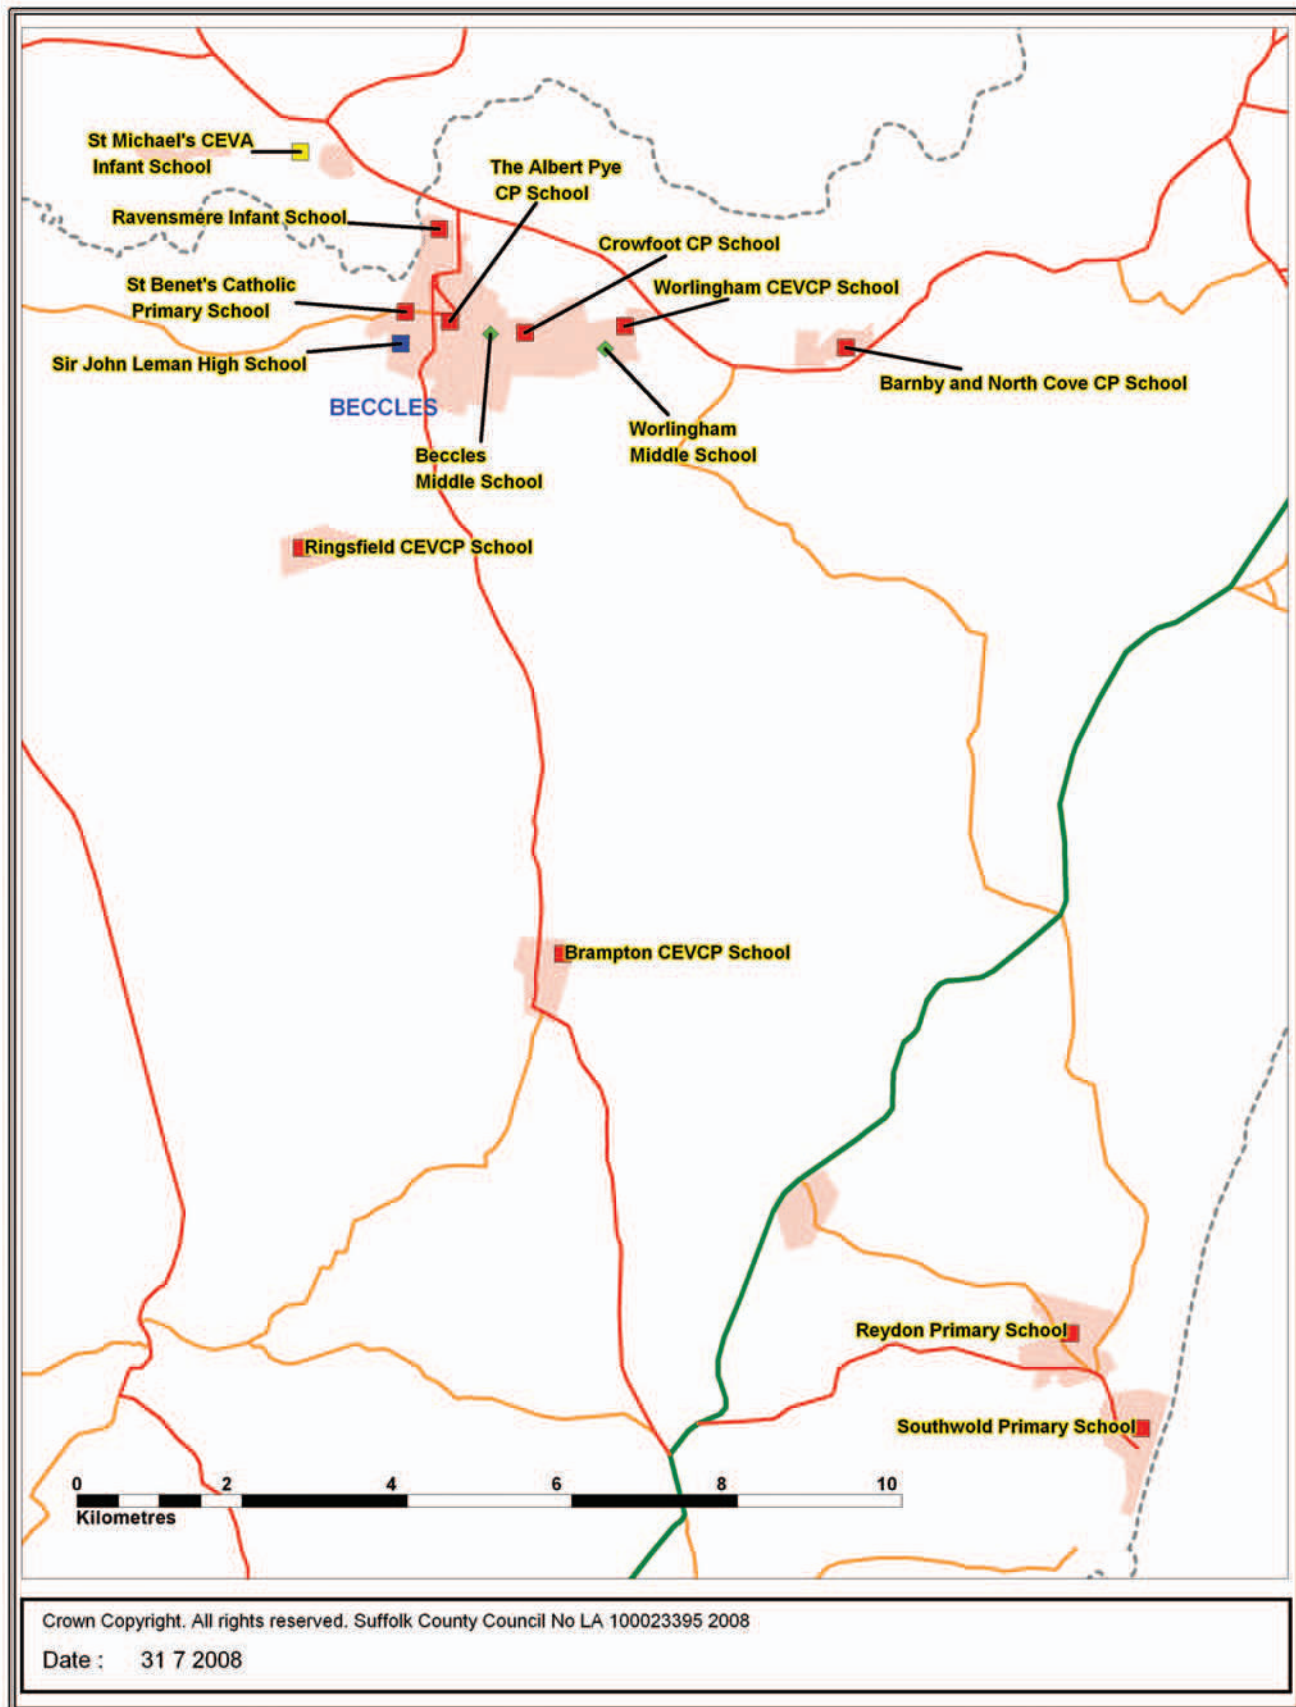 St Michael's CEVA
Infant School
The Albert Pye
CP School
Ravensmere Infant School
Crowfoot CP School
St Benet's Catholic
Primary School
Worlingham CEVCP School
Sir John Leman High School
Barnby and North Cove CP School
BECCLES
Worlingham
Middle School
Beccles
Middle School
Ringsfield CEVCP School
Brampton CEVCP School
Reydon Primary School
Southwold Primary School
0 2 4 6 8 10
Kilometres
Crown Copyright. All rights reserved. Suffolk County Council No LA 100023395 2008
Date : 31 7 2008